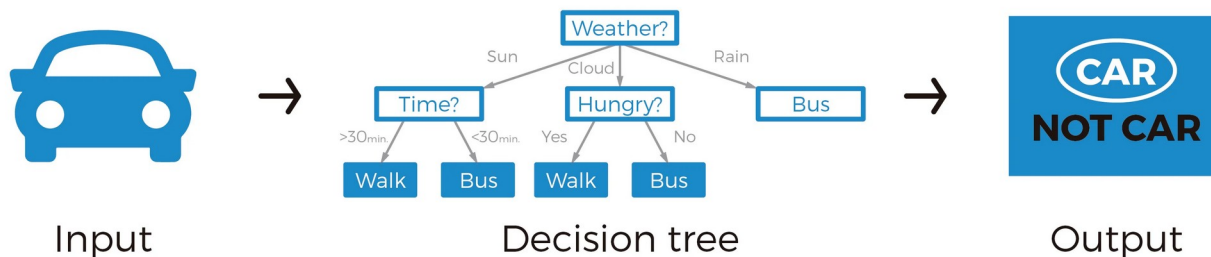 Weather?
Sun
Cloud
Rain
Time?
Hungry?
Bus
>30min.
<30min.
Yes
No
Walk
Bus
Walk
Bus
CAR
NOT CAR
Input
Decision tree
Output